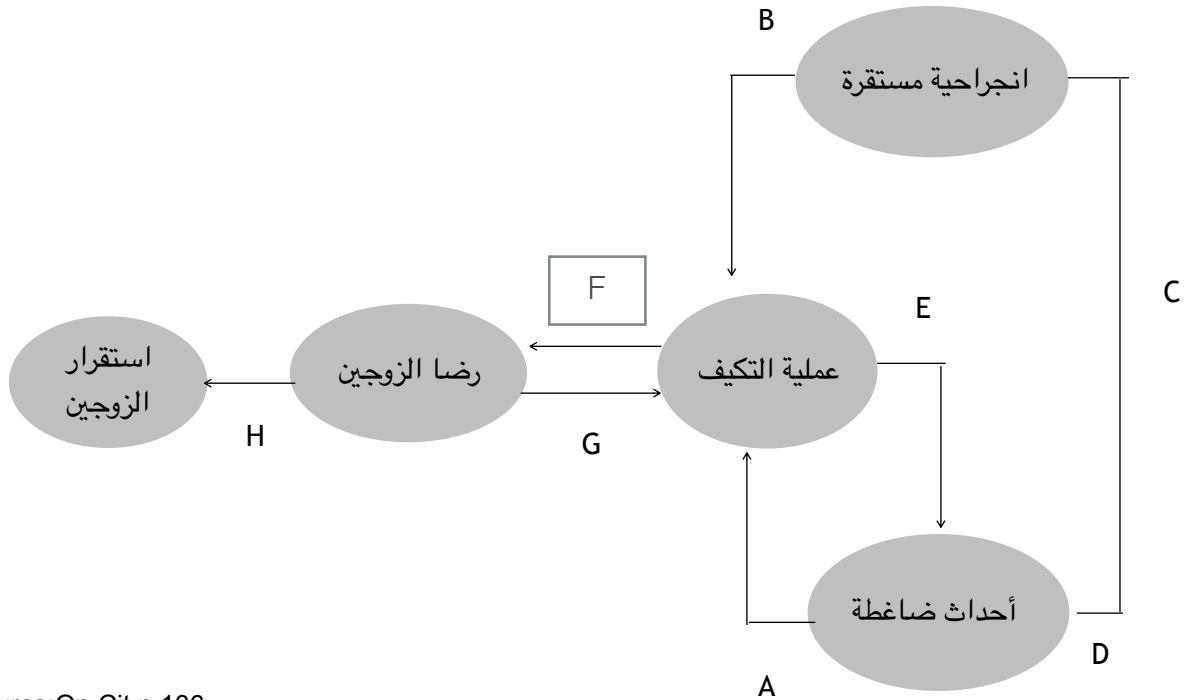 B
انجراحية مستقرة
C
F
E
عملية التكيف
رضا الزوجين
استقرار
الزوجين
H
G
أحداث ضاغطة
D
A